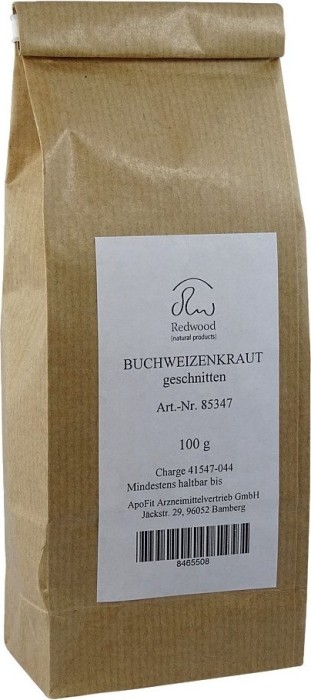 Redwood
[natural products]
BUCHWEIZENKRAUT
geschnitten
Art.-Nr. 85347
100 g
Charge 41547-044
Mindestens haltbar bis
ApoFit Arzneimittelvertrieb GmbH
Jäckstr. 29, 96052 Bamberg
8465508